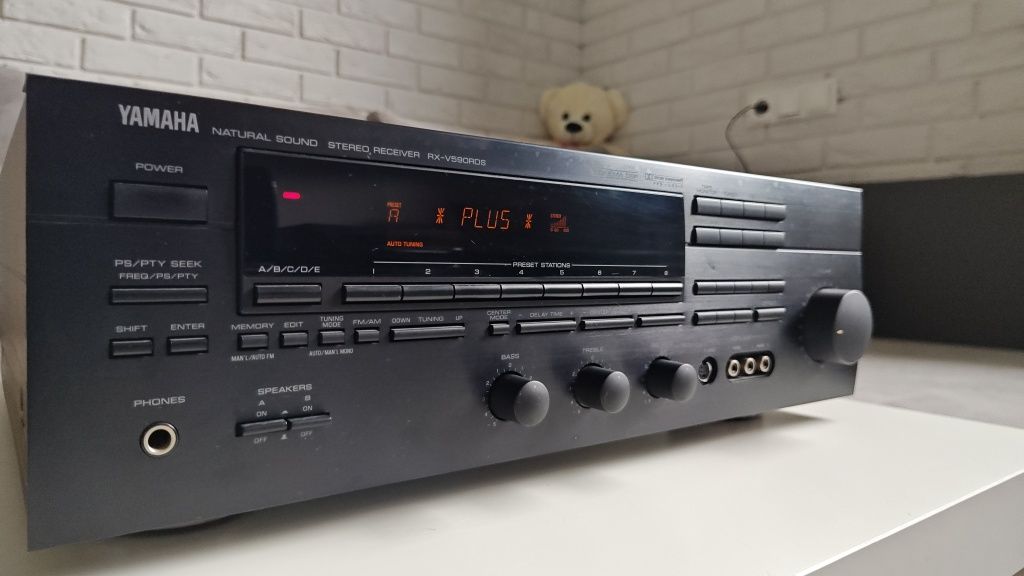 YAMAHA
NATURAL SOUND STEREO RECEIVER RX-V590RDS
POWER
PRESET
A
PLUS
AUTO TUNING
PRESET STATIONS
1 2 3 4 5 6 7 8
A/B/C/D/E
PS/PTY SEEK
FREQ/PS/PTY
SHIFT
ENTER
MEMORY
MAN'L/AUTO FM
EDIT
TUNING MODE
AUTO/MAN'L MONO
FM/AM
DOWN TUNING UP
CENTER MODE
DELAY TIME
BASS
TREBLE
SPEAKERS
A B
ON ON
OFF OFF
PHONES